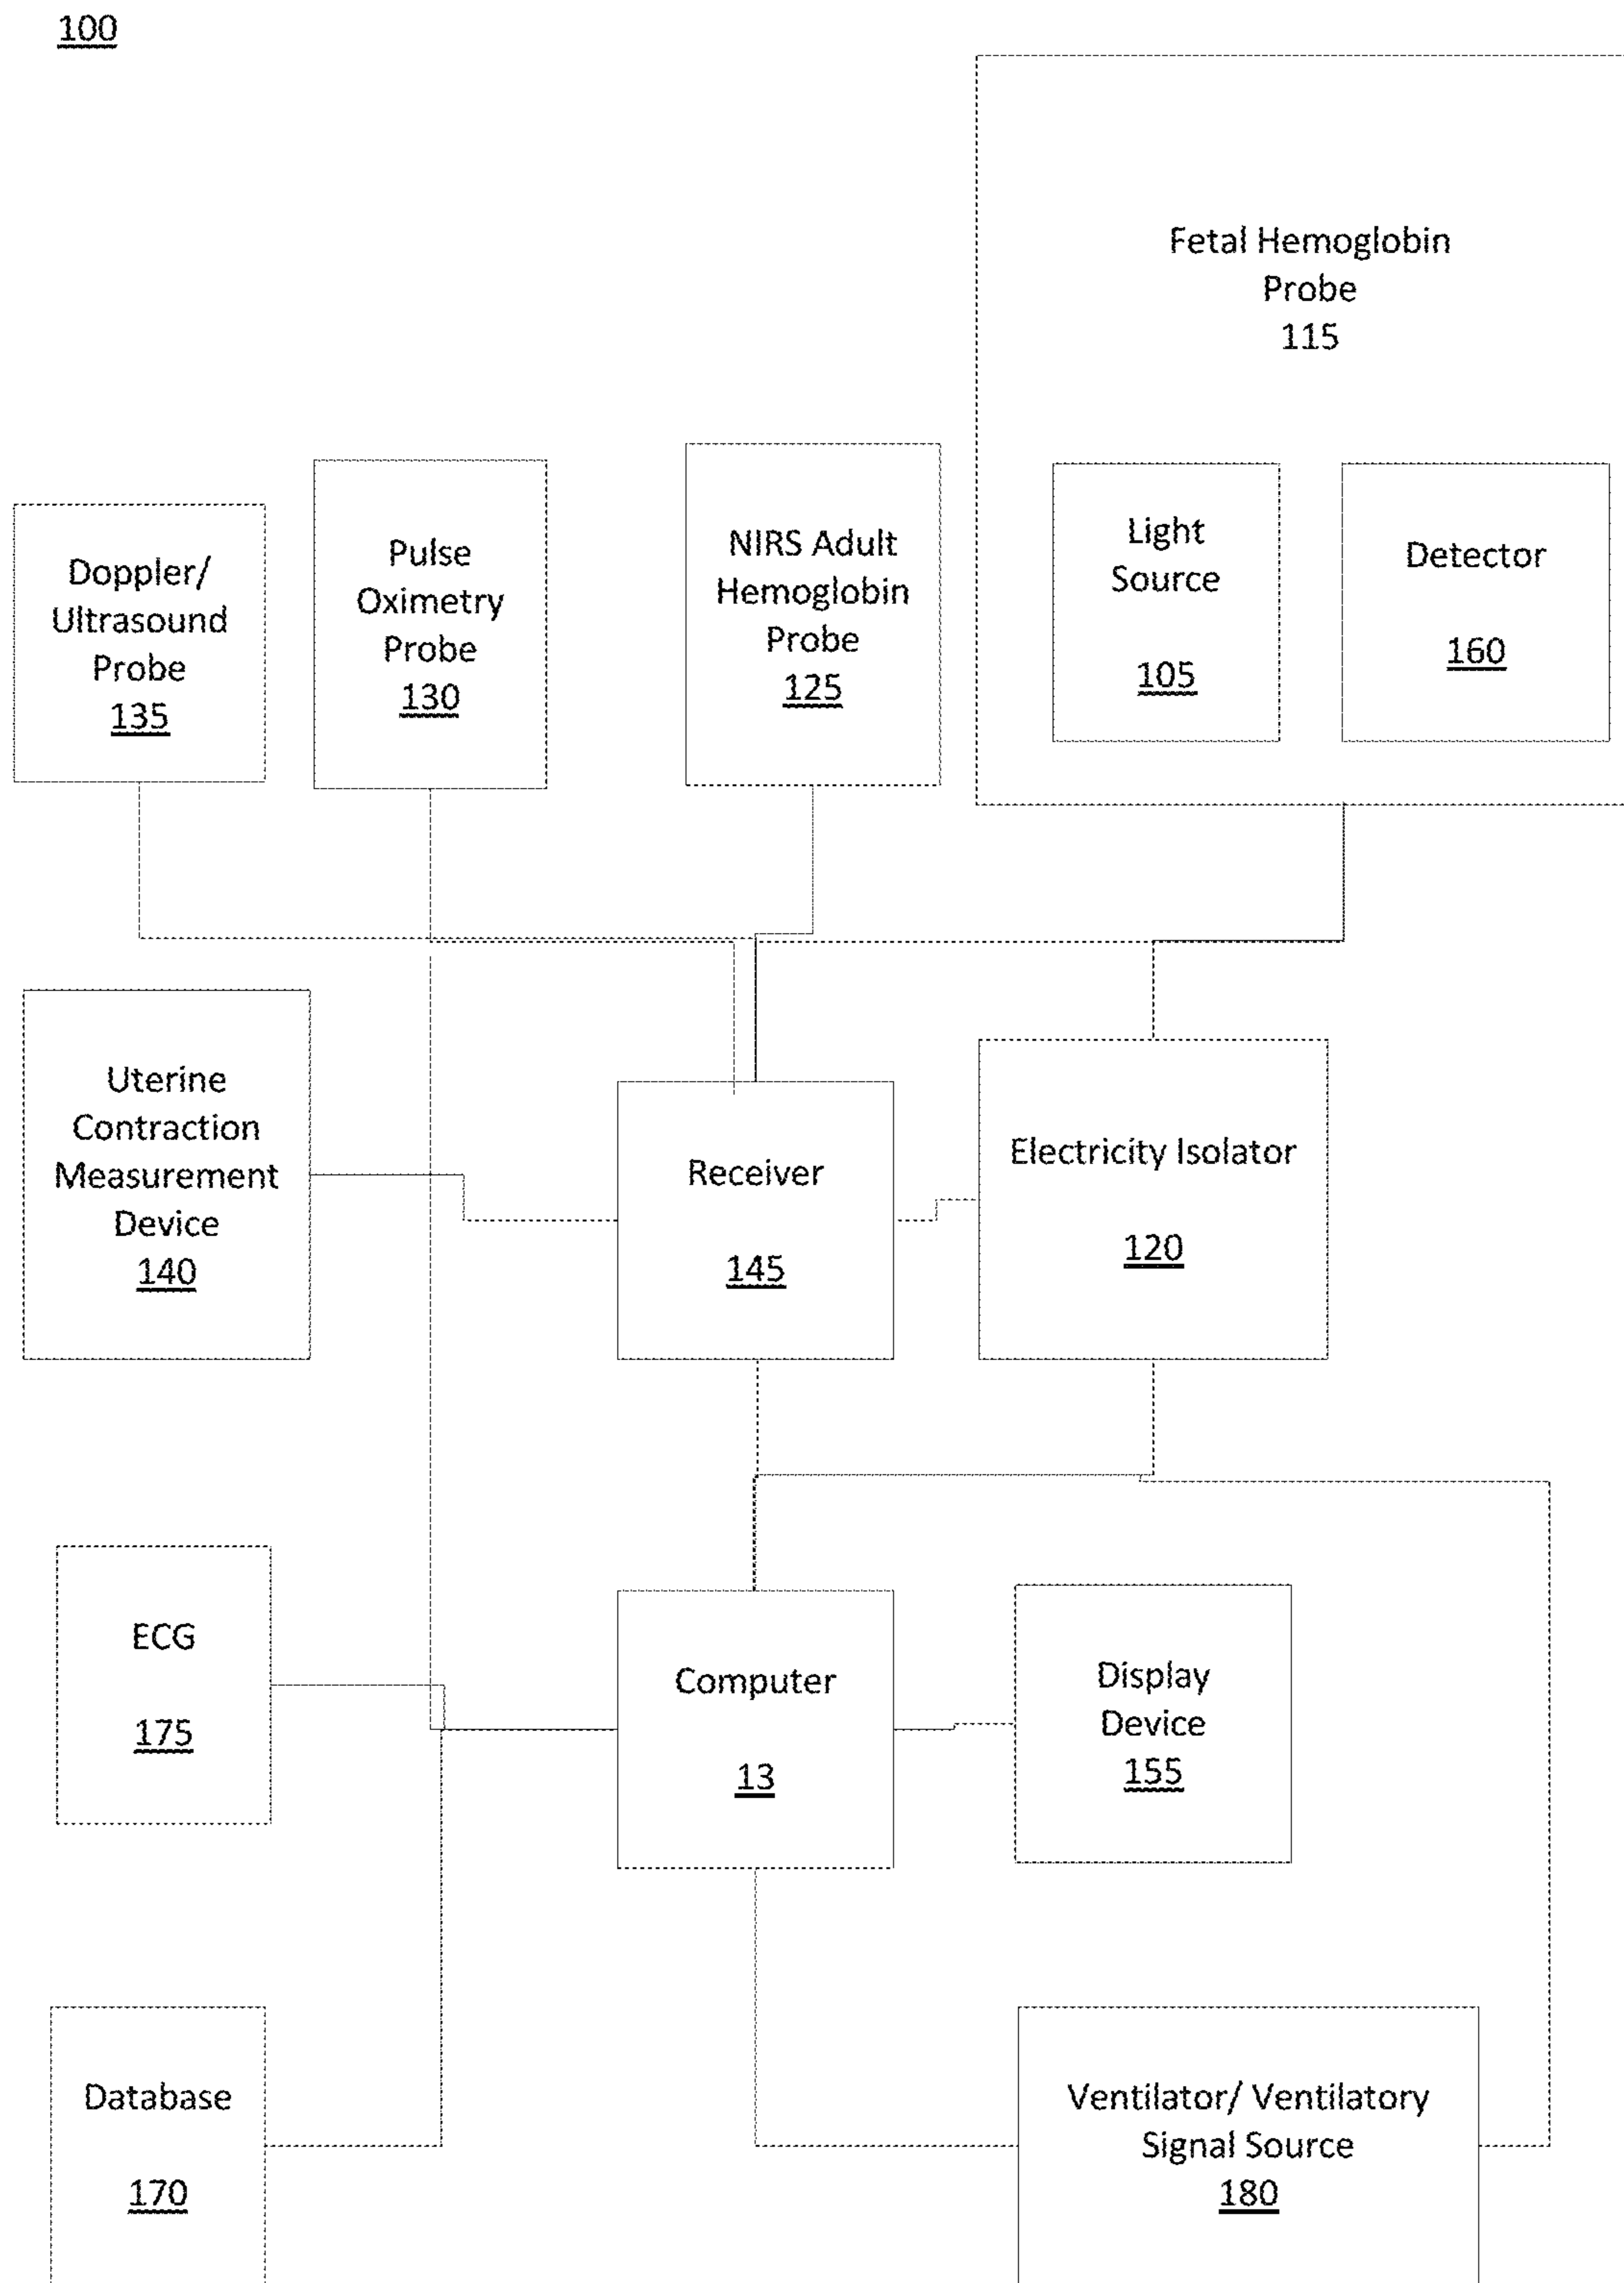 100
Fetal Hemoglobin
Probe
115
Light
Source
105
Detector
160
NIRS Adult
Hemoglobin
Probe
125
Pulse
Oximetry
Probe
130
Doppler/
Ultrasound
Probe
135
Uterine
Contraction
Measurement
Device
140
Receiver
145
Electricity Isolator
120
ECG
175
Computer
13
Display
Device
155
Database
170
Ventilator/ Ventilatory
Signal Source
180